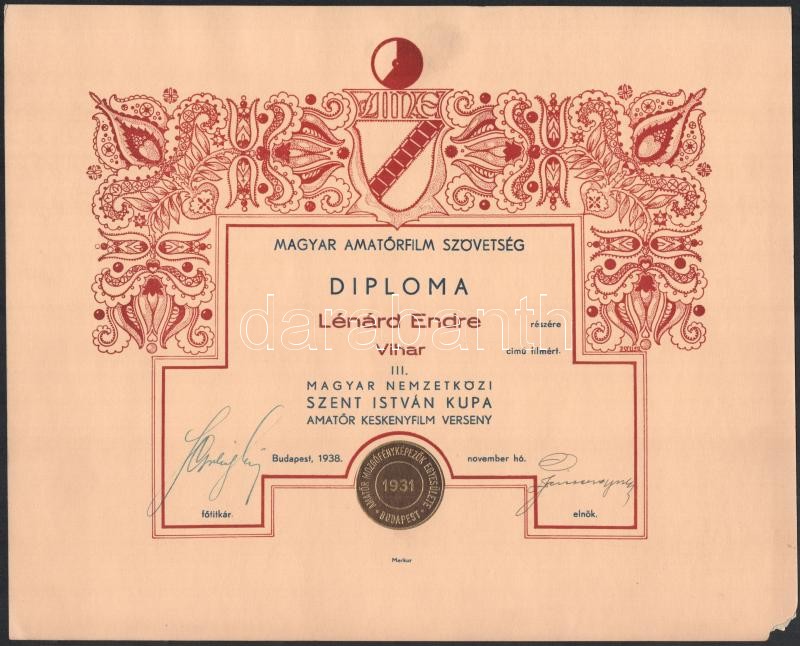 AME
MAGYAR AMATŐRFILM SZÖVETSÉG
DIPLOMA
Lénárd Endre részére
Vihar című filmért.
III.
MAGYAR NEMZETKÖZI
SZENT ISTVÁN KUPA
AMATŐR KESKENYFILM VERSENY
Budapest, 1938. november hó.
AMATŐR MOZGÓFÉNYKÉPEZŐK EGYESÜLETE
1931
BUDAPEST
főtitkár. elnök.
Merkur
darabanth